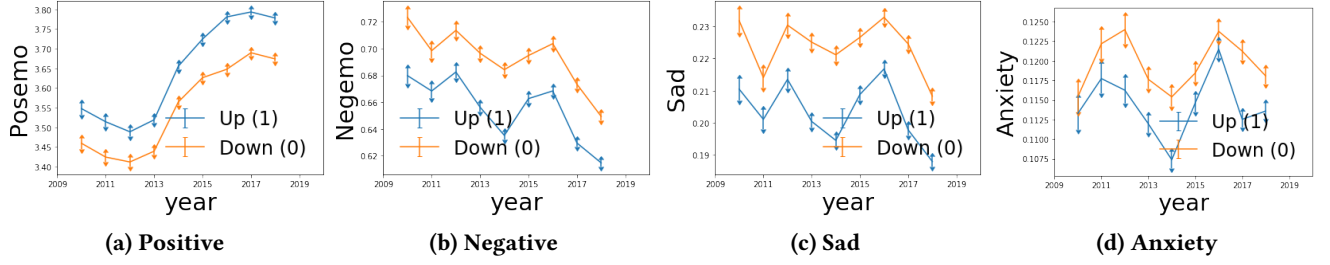 Posemo
3.80
3.75
3.70
3.65
3.60
3.55
3.50
3.45
3.40
Up (1)
Down (0)
2009 2011 2013 2015 2017 2019
year
(a) Positive
Negemo
0.72
0.70
0.68
0.66
0.64
0.62
Up (1)
Down (0)
2009 2011 2013 2015 2017 2019
year
(b) Negative
Sad
0.23
0.22
0.21
0.20
0.19
Up (1)
Down (0)
2009 2011 2013 2015 2017 2019
year
(c) Sad
Anxiety
0.1250
0.1225
0.1200
0.1175
0.1150
0.1125
0.1100
0.1075
Up (1)
Down (0)
2009 2011 2013 2015 2017 2019
year
(d) Anxiety